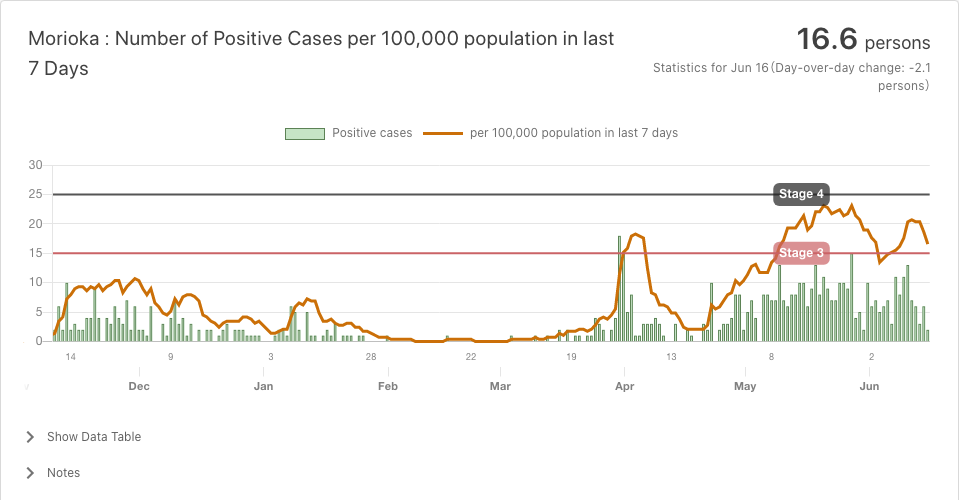 Morioka : Number of Positive Cases per 100,000 population in last
7 Days
16.6 persons
Statistics for Jun 16(Day-over-day change: -2.1
persons)
Positive cases
per 100,000 population in last 7 days
30
25
20
15
10
5
0
Stage 4
Stage 3
14 9 3 28 22 19 13 8 2
Dec Jan Feb Mar Apr May Jun
Show Data Table
Notes